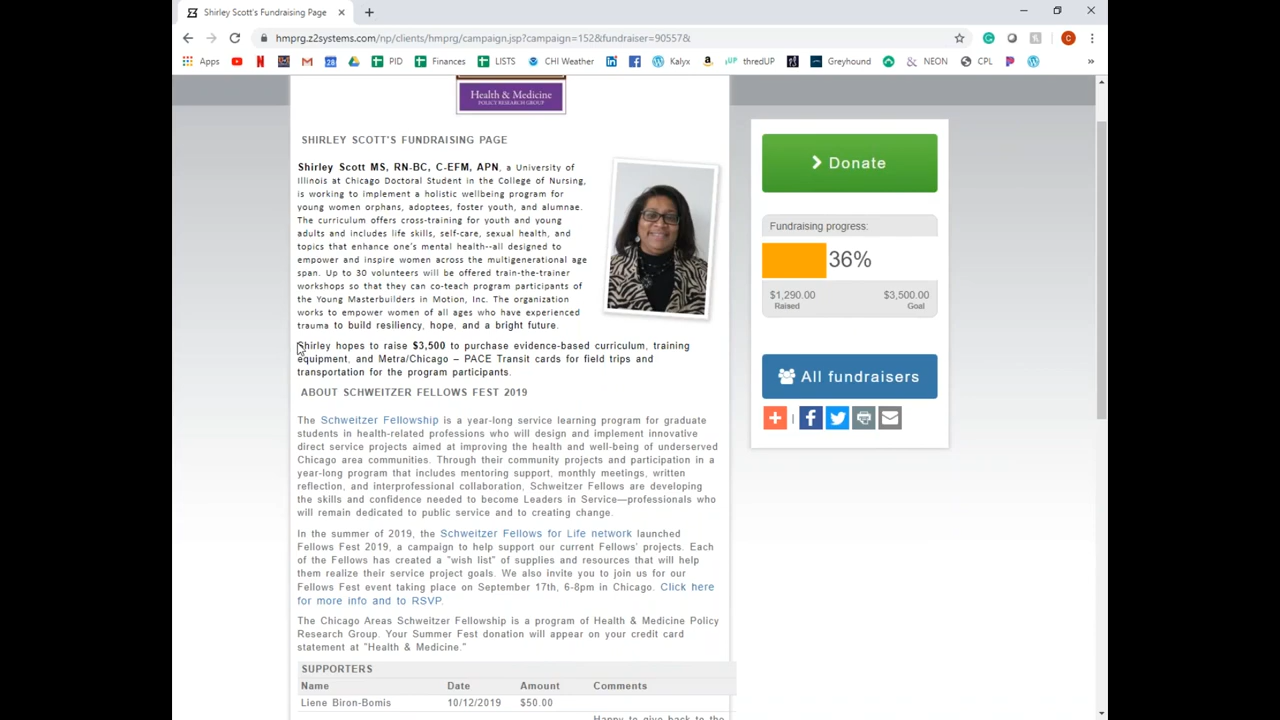 Shirley Scott's Fundraising Page
hmprg.z2systems.com/np/clients/hmprg/campaign.jsp?campaign=152&fundraiser=90557&
Apps PID Finances LISTS CHI Weather Kalyx thredUP Greyhound NEON CPL
Health & Medicine
POLICY RESEARCH GROUP
SHIRLEY SCOTT'S FUNDRAISING PAGE
Shirley Scott MS, RN-BC, C-EFM, APN, a University of
Illinois at Chicago Doctoral Student in the College of Nursing,
is working to implement a holistic wellbeing program for
young women orphans, adoptees, foster youth, and alumnae.
The curriculum offers cross-training for youth and young
adults and includes life skills, self-care, sexual health, and
topics that enhance one's mental health--all designed to
empower and inspire women across the multigenerational age
span. Up to 30 volunteers will be offered train-the-trainer
workshops so that they can co-teach program participants of
the Young Masterbuilders in Motion, Inc. The organization
works to empower women of all ages who have experienced
trauma to build resiliency, hope, and a bright future.
Shirley hopes to raise $3,500 to purchase evidence-based curriculum, training
equipment, and Metra/Chicago – PACE Transit cards for field trips and
transportation for the program participants.
ABOUT SCHWEITZER FELLOWS FEST 2019
The Schweitzer Fellowship is a year-long service learning program for graduate
students in health-related professions who will design and implement innovative
direct service projects aimed at improving the health and well-being of underserved
Chicago area communities. Through their community projects and participation in a
year-long program that includes mentoring support, monthly meetings, written
reflection, and interprofessional collaboration, Schweitzer Fellows are developing
the skills and confidence needed to become Leaders in Service—professionals who
will remain dedicated to public service and to creating change.
In the summer of 2019, the Schweitzer Fellows for Life network launched
Fellows Fest 2019, a campaign to help support our current Fellows' projects. Each
of the Fellows has created a "wish list" of supplies and resources that will help
them realize their service project goals. We also invite you to join us for our
Fellows Fest event taking place on September 17th, 6-8pm in Chicago. Click here
for more info and to RSVP.
The Chicago Areas Schweitzer Fellowship is a program of Health & Medicine Policy
Research Group. Your Summer Fest donation will appear on your credit card
statement at "Health & Medicine."
SUPPORTERS
Name Date Amount Comments
Liene Biron-Bomis 10/12/2019 $50.00
Happy to give back to the
Donate
Fundraising progress:
36%
$1,290.00 $3,500.00
Raised Goal
All fundraisers